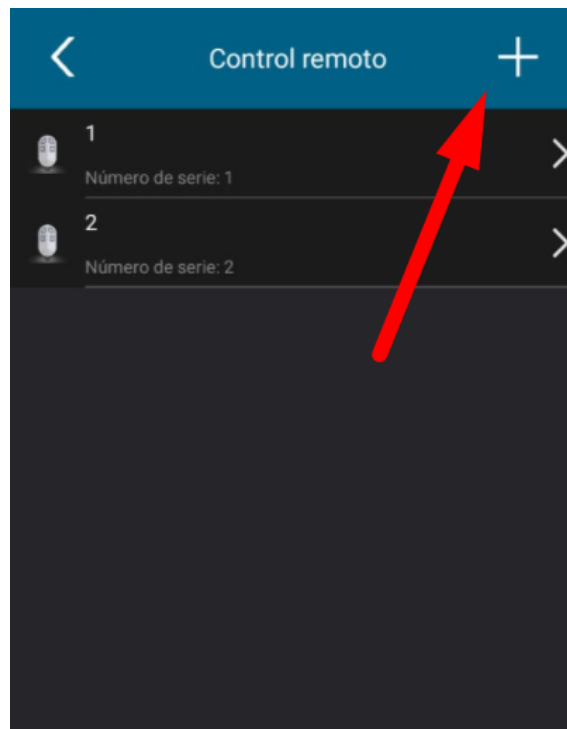 Control remoto
1
Número de serie: 1
2
Número de serie: 2